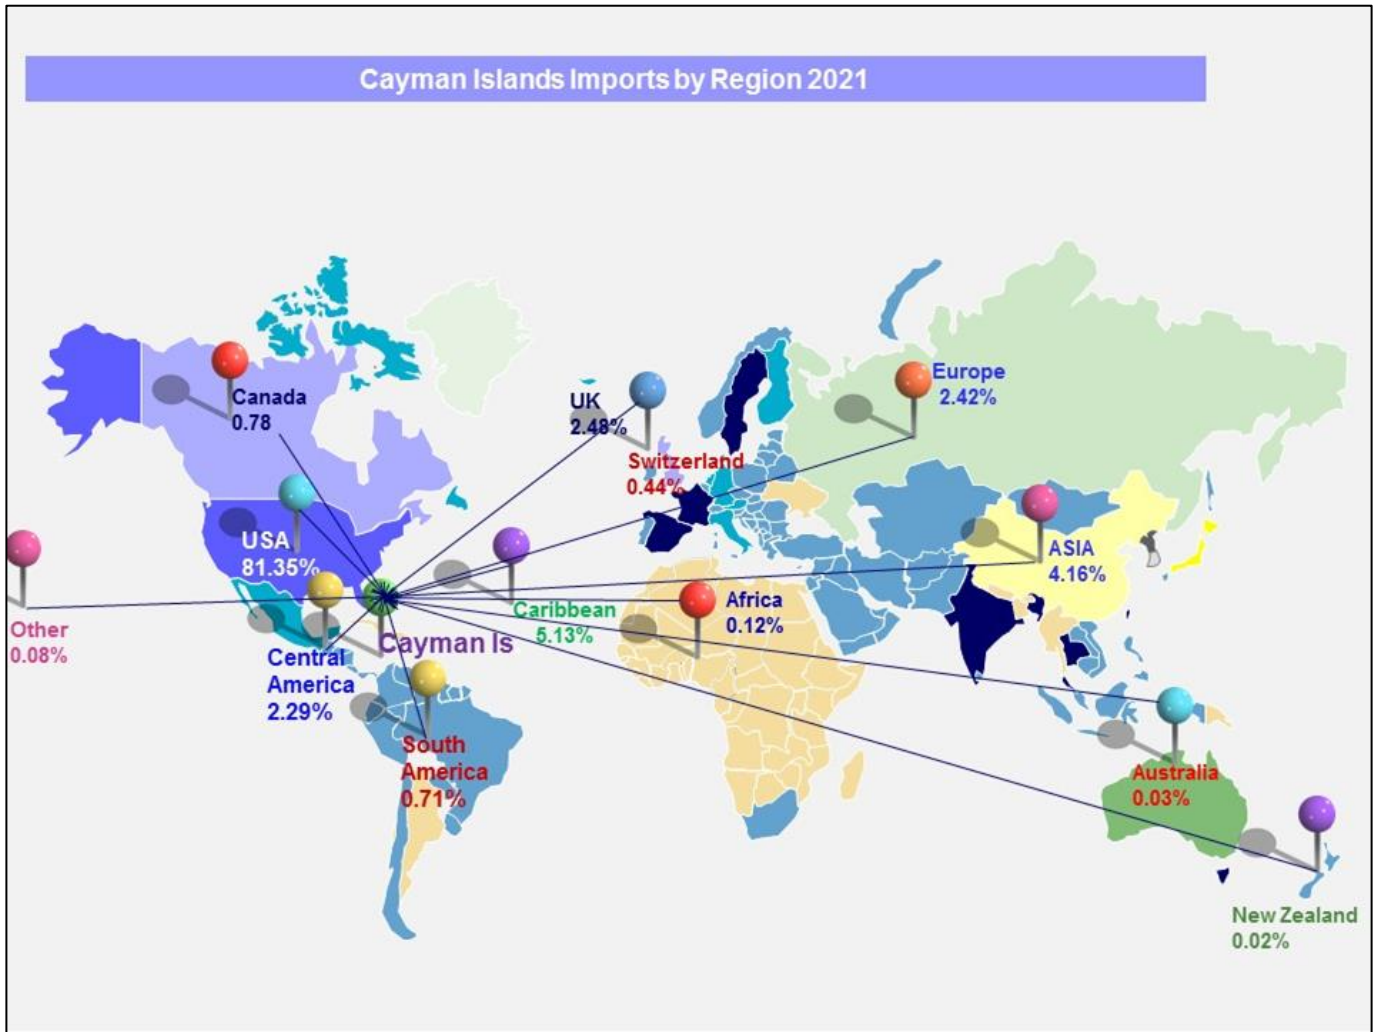 Cayman Islands Imports by Region 2021
Canada
0.78
UK
2.48%
Europe
2.42%
Switzerland
0.44%
USA
81.35%
ASIA
4.16%
Other
0.08%
Caribbean
5.13%
Africa
0.12%
Cayman Is
Central
America
2.29%
South
America
0.71%
Australia
0.03%
New Zealand
0.02%